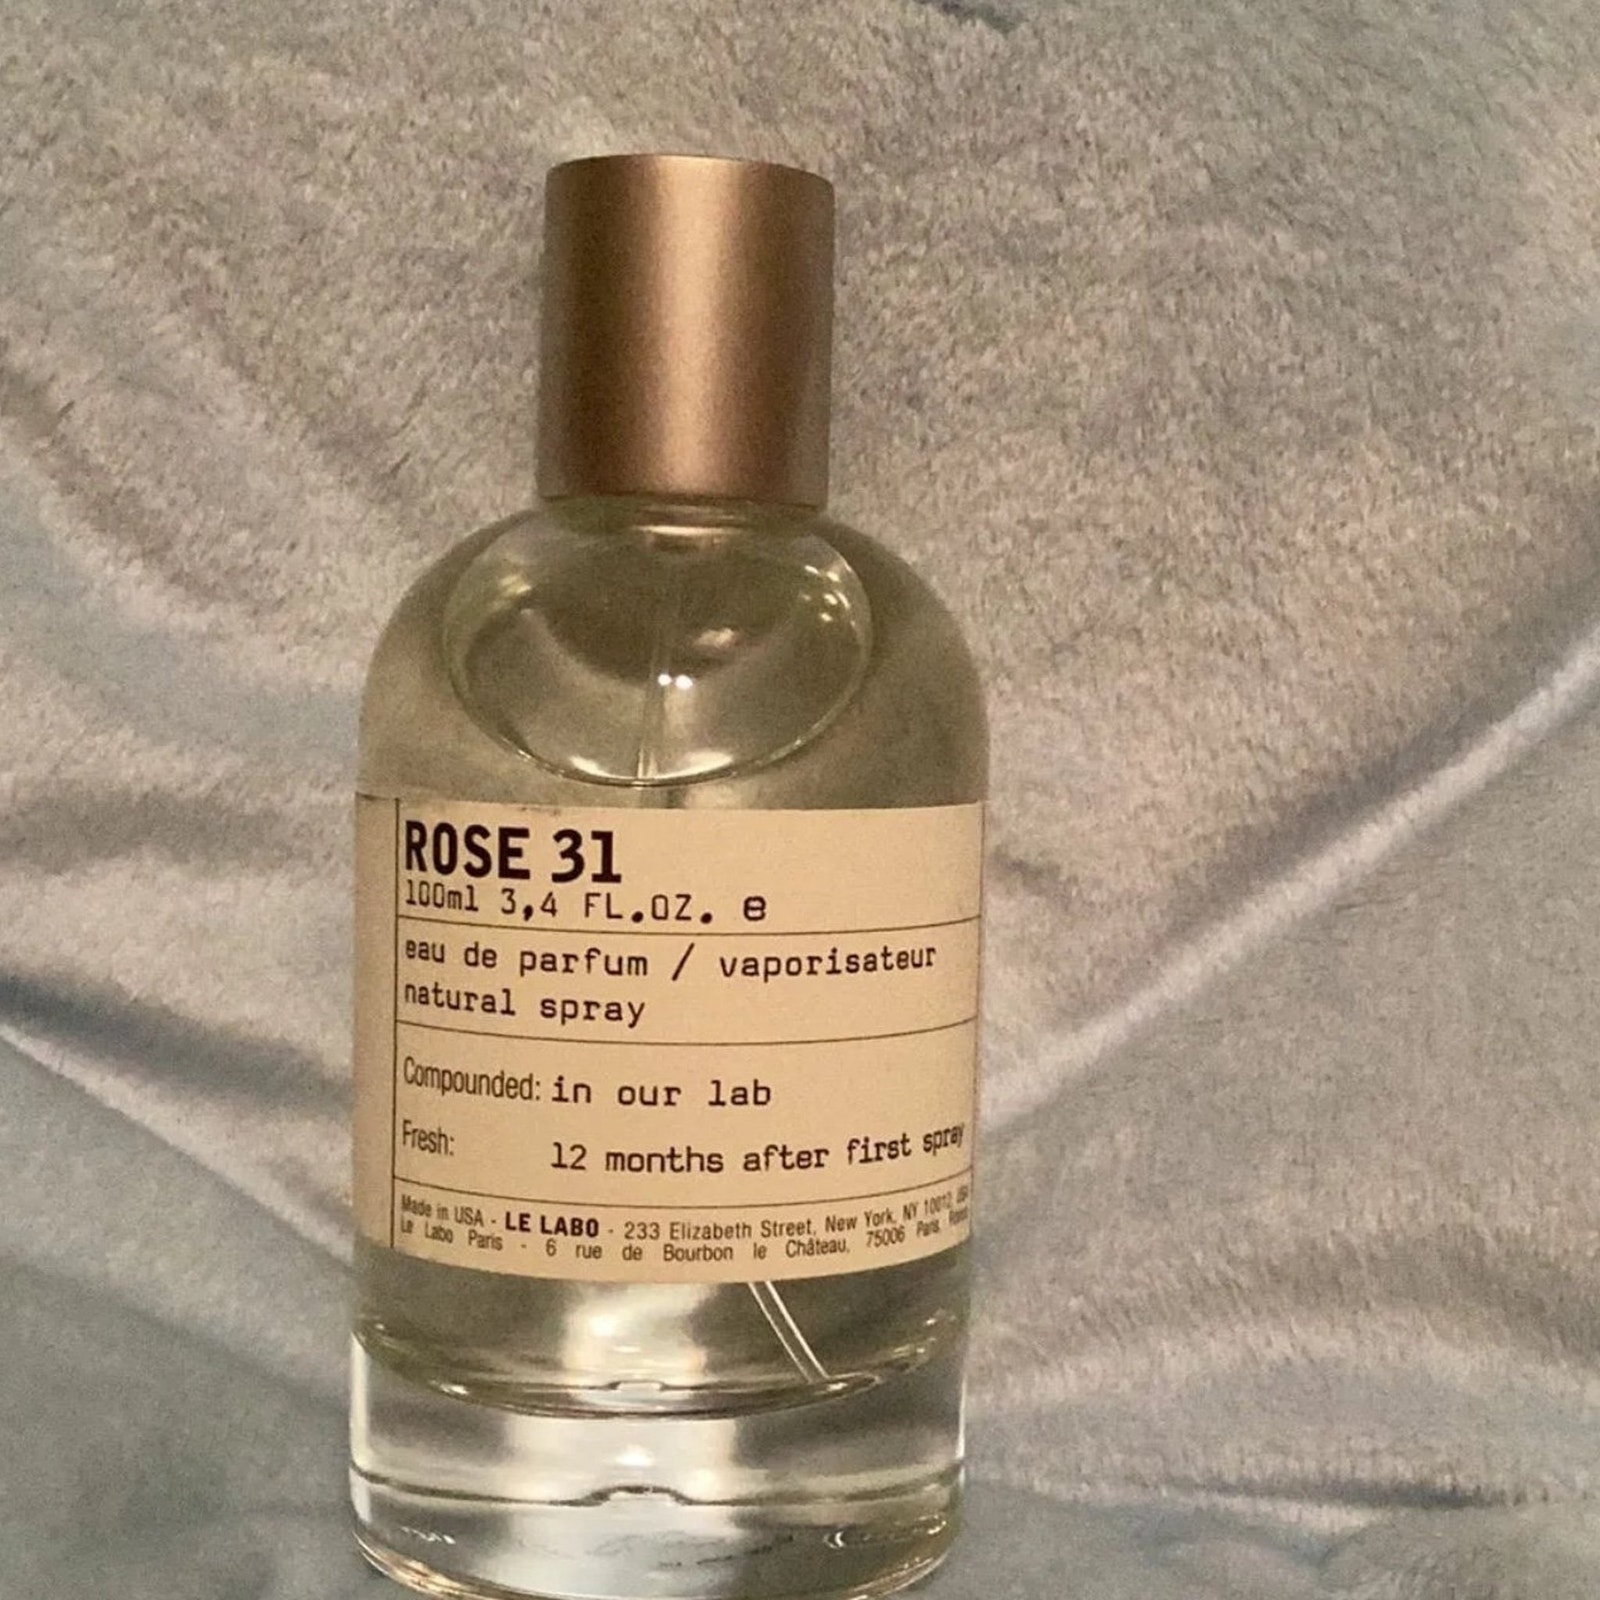 ROSE 31
100ml 3,4 FL.OZ. e
eau de parfum / vaporisateur
natural spray
Compounded: in our lab
Fresh: 12 months after first spray
Made in USA - LE LABO - 233 Elizabeth Street, New York, NY 10012, USA
Le Labo Paris - 6 rue de Bourbon le Château, 75006 Paris, France